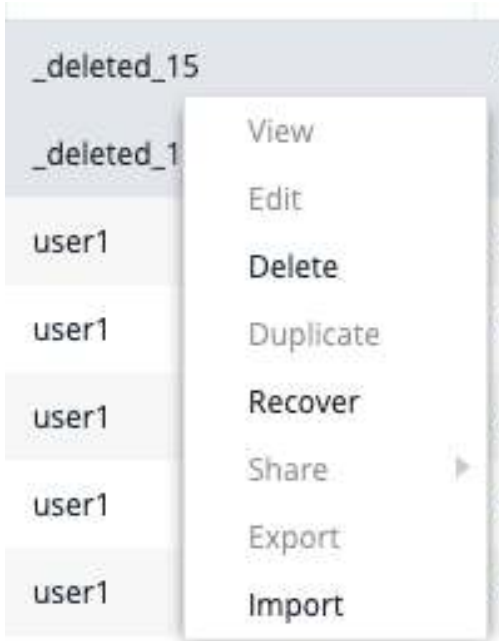 _deleted_15
_deleted_1
user1
user1
user1
user1
user1
View
Edit
Delete
Duplicate
Recover
Share
Export
Import